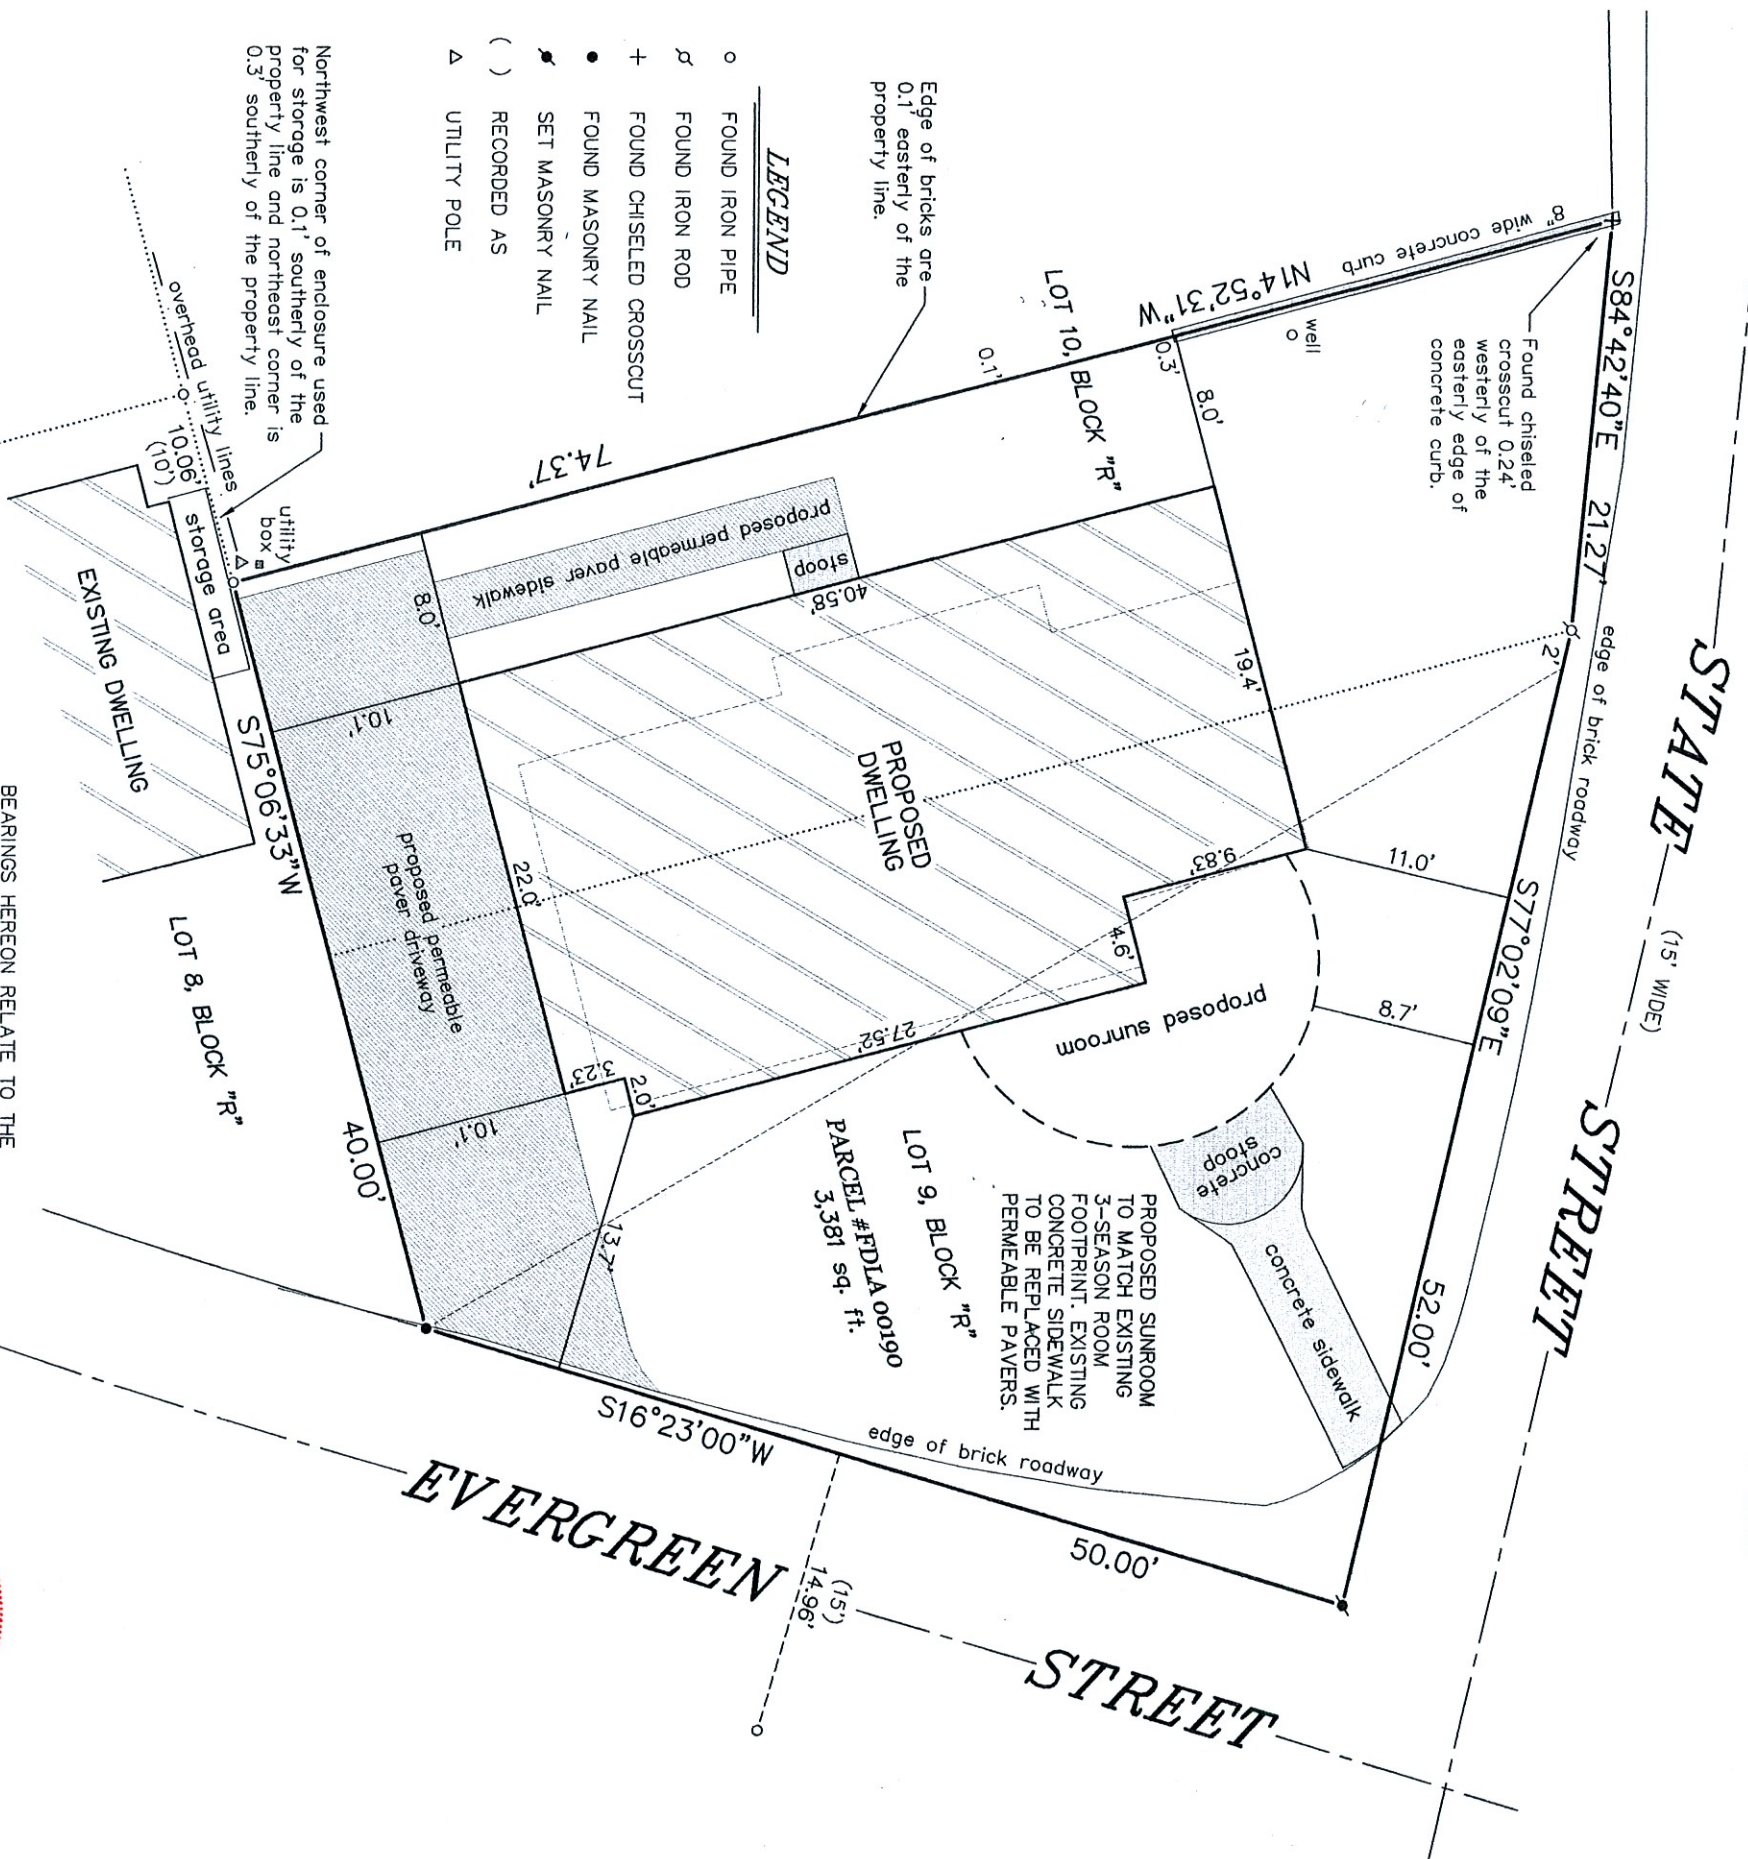 STATE STREET
(15' WIDE)
edge of brick roadway
S84°42'40"E 21.27'
S77°02'09"E
52.00'
2'
Found chiseled
crosscut 0.24'
westerly of the
easterly edge of
concrete curb.
8" wide concrete curb
N14°52'31"W
74.37'
well
LOT 10, BLOCK "R"
0.3'
0.1'
8.0'
Edge of bricks are
0.1' easterly of the
property line.
LEGEND
FOUND IRON PIPE
FOUND IRON ROD
+ FOUND CHISELED CROSSCUT
FOUND MASONRY NAIL
SET MASONRY NAIL
( ) RECORDED AS
UTILITY POLE
Northwest corner of enclosure used
for storage is 0.1' southerly of the
property line and northeast corner is
0.3' southerly of the property line.
overhead utility lines
10.06'
(10')
utility
box
storage area
EXISTING DWELLING
S75°06'33"W
40.00'
LOT 8, BLOCK "R"
proposed permeable paver sidewalk
stoop
40.58'
19.4'
8.0'
10.1'
22.0'
PROPOSED
DWELLING
9.83'
4.6'
27.52'
3.23'
2.0'
10.1'
13.7'
11.0'
8.7'
proposed permeable
paver driveway
proposed sunroom
concrete
stoop
concrete sidewalk
PROPOSED SUNROOM
TO MATCH EXISTING
3-SEASON ROOM
FOOTPRINT. EXISTING
CONCRETE SIDEWALK
TO BE REPLACED WITH
PERMEABLE PAVERS.
LOT 9, BLOCK "R"
PARCEL #FDLA00190
3,381 sq. ft.
edge of brick roadway
S16°23'00"W
50.00'
(15')
14.96'
EVERGREEN STREET
BEARINGS HEREON RELATE TO THE